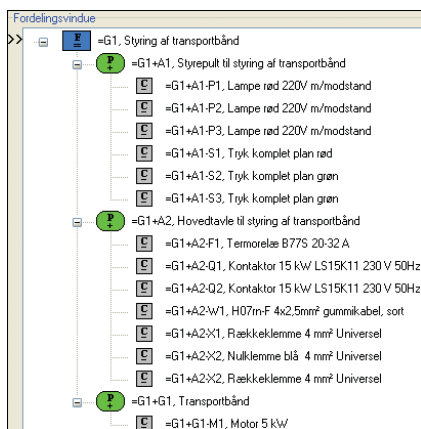 Fordelingsvindue
=G1, Styring af transportbånd
=G1+A1, Styrepult til styring af transportbånd
=G1+A1-P1, Lampe rød 220V m/modstand
=G1+A1-P2, Lampe rød 220V m/modstand
=G1+A1-P3, Lampe rød 220V m/modstand
=G1+A1-S1, Tryk komplet plan rød
=G1+A1-S2, Tryk komplet plan grøn
=G1+A1-S3, Tryk komplet plan grøn
=G1+A2, Hovedtavle til styring af transportbånd
=G1+A2-F1, Termorelæ B77S 20-32 A
=G1+A2-Q1, Kontaktor 15 kW LS15K11 230 V 50Hz
=G1+A2-Q2, Kontaktor 15 kW LS15K11 230 V 50Hz
=G1+A2-W1, H07rn-F 4x2,5mm² gummikabel, sort
=G1+A2-X1, Rækkeklemme 4 mm² Universel
=G1+A2-X2, Nulklemme blå 4 mm² Universel
=G1+A2-X2, Rækkeklemme 4 mm² Universel
=G1+G1, Transportbånd
=G1+G1-M1, Motor 5 kW